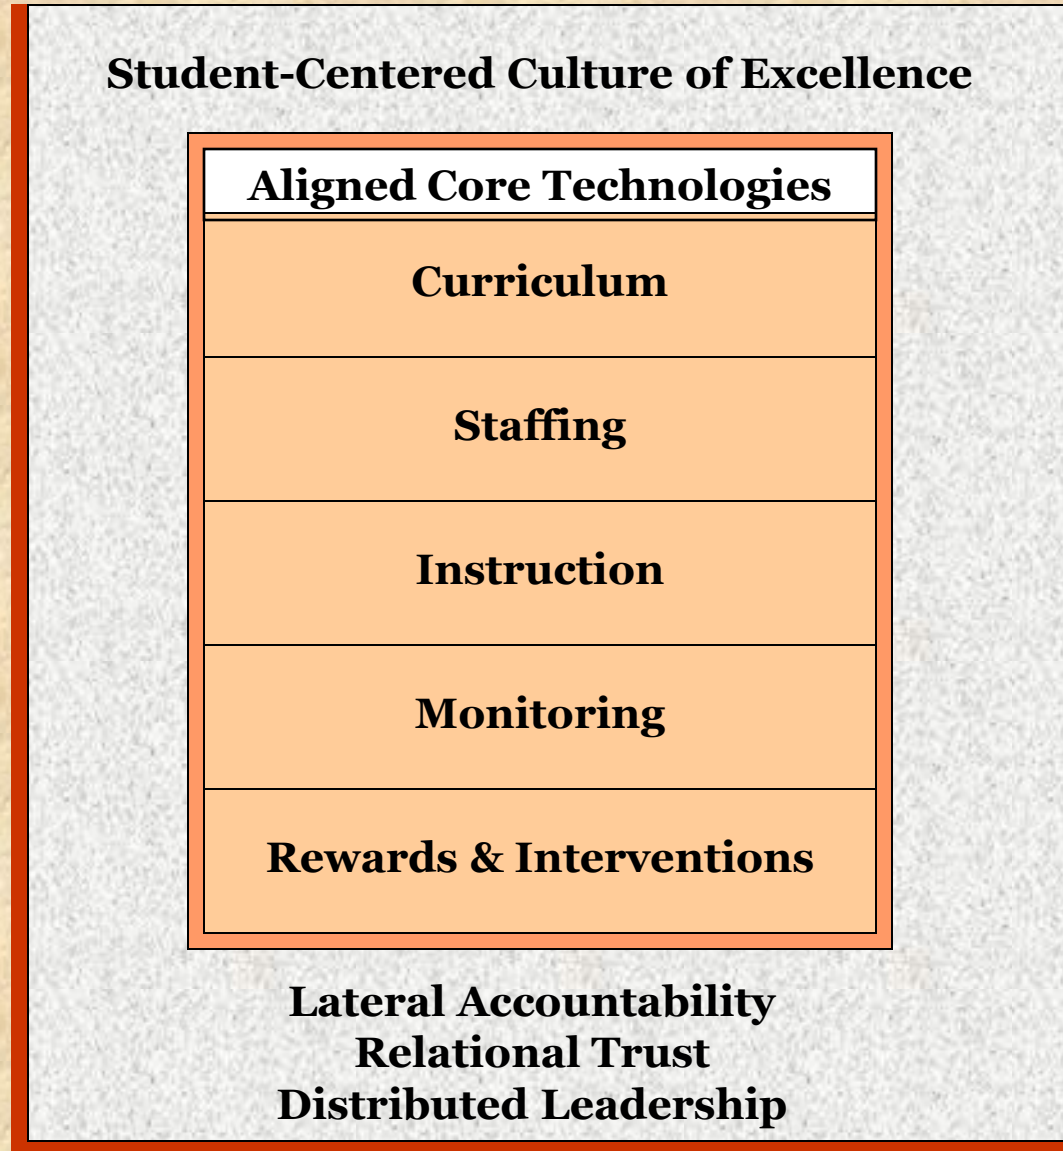 Student-Centered Culture of Excellence
Aligned Core Technologies
Curriculum
Staffing
Instruction
Monitoring
Rewards & Interventions
Lateral Accountability
Relational Trust
Distributed Leadership